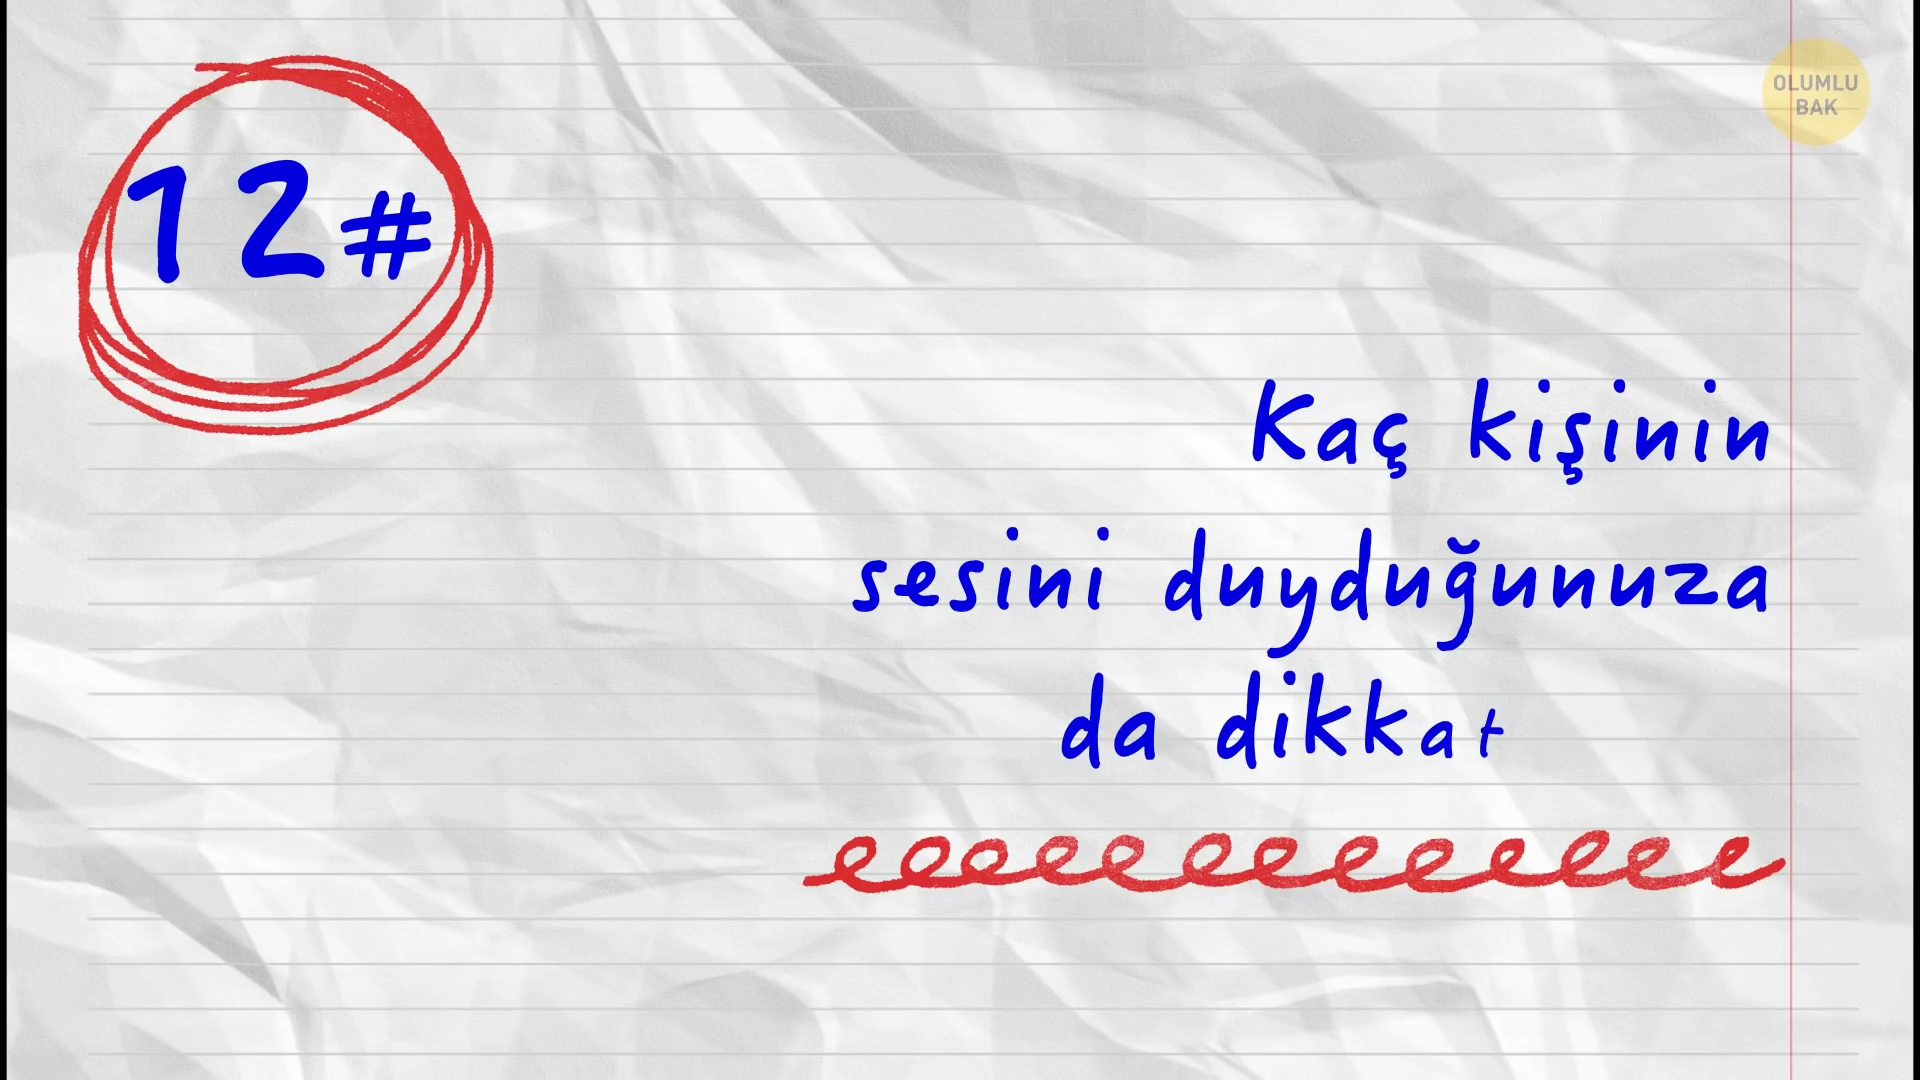 12#
OLUMLU
BAK
Kaç kişinin
sesini duyduğunuza
da dikkat